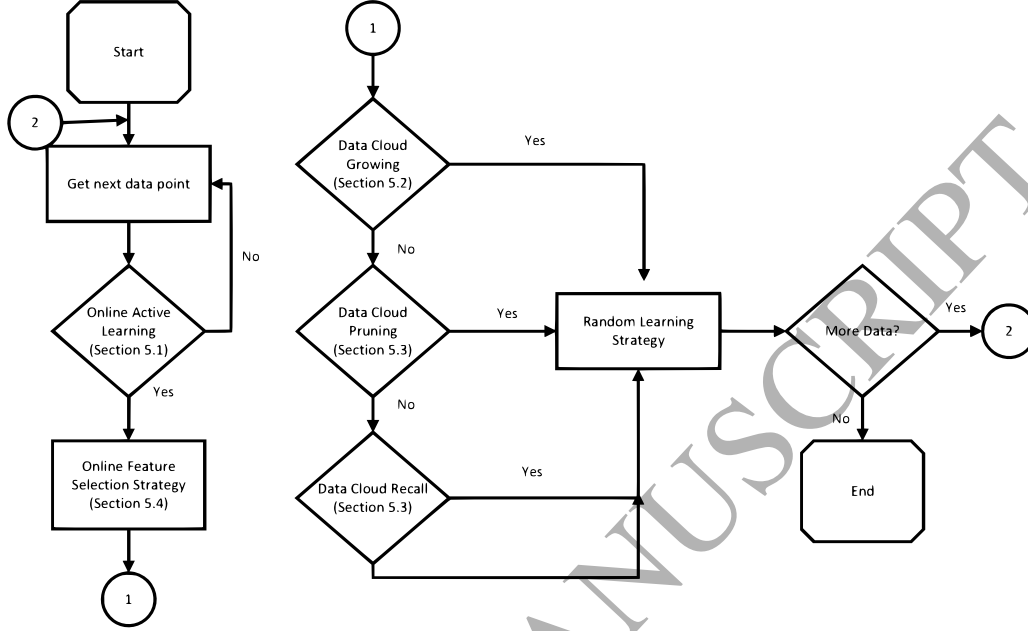 Start
2
Get next data point
No
Online Active
Learning
(Section 5.1)
Yes
Online Feature
Selection Strategy
(Section 5.4)
1
1
Data Cloud
Growing
(Section 5.2)
Yes
No
Data Cloud
Pruning
(Section 5.3)
Yes
No
Data Cloud Recall
(Section 5.3)
Yes
Random Learning
Strategy
More Data?
Yes
2
No
End
ANUSCRIPT